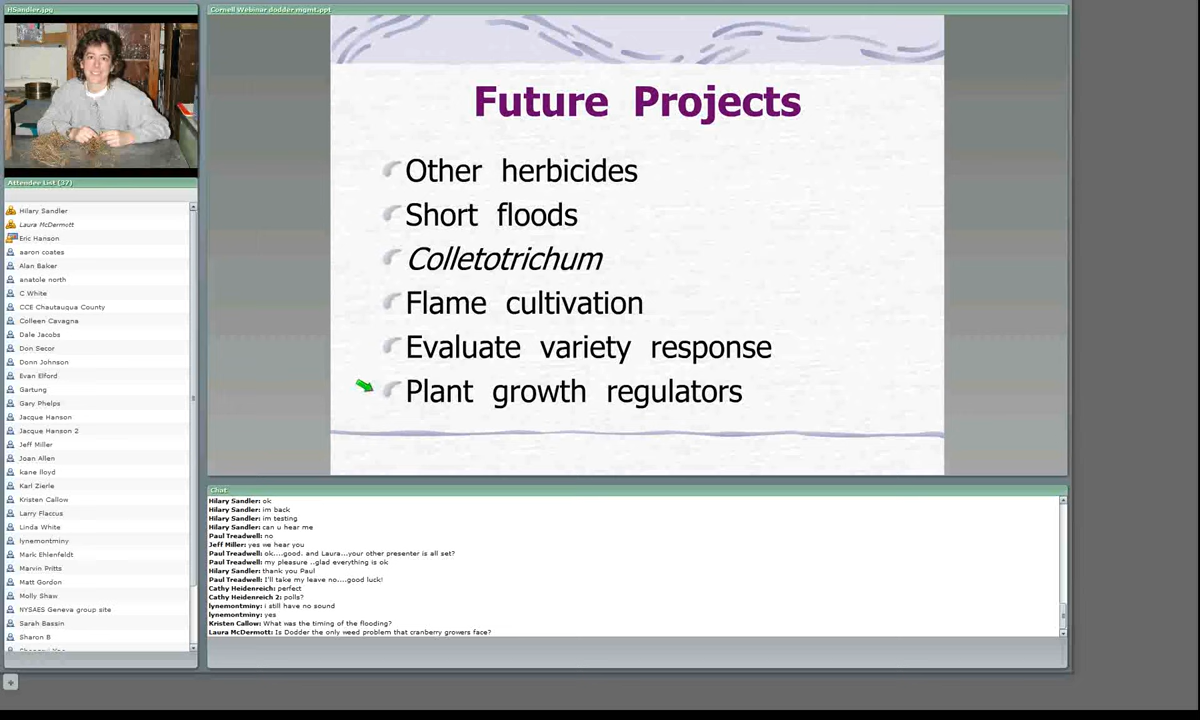 HSandler.jpg
Cornell Webinar dodder mgmt.ppt
Future Projects
Other herbicides
Short floods
Colletotrichum
Flame cultivation
Evaluate variety response
Plant growth regulators
Attendee List (37)
Hilary Sandler
Laura McDermott
Eric Hanson
aaron coates
Alan Baker
anatole north
C White
CCE Chautauqua County
Colleen Cavagna
Dale Jacobs
Don Secor
Donn Johnson
Evan Elford
Gartung
Gary Phelps
Jacque Hanson
Jacque Hanson 2
Jeff Miller
Joan Allen
kane lloyd
Karl Zierle
Kristen Callow
Larry Flaccus
Linda White
lynemontminy
Mark Ehlenfeldt
Marvin Pritts
Matt Gordon
Molly Shaw
NYSAES Geneva group site
Sarah Bassin
Sharon B
Chat
Hilary Sandler: ok
Hilary Sandler: im back
Hilary Sandler: im testing
Hilary Sandler: can u hear me
Paul Treadwell: no
Jeff Miller: yes we hear you
Paul Treadwell: ok....good. and Laura...your other presenter is all set?
Paul Treadwell: my pleasure ..glad everything is ok
Hilary Sandler: thank you Paul
Paul Treadwell: I'll take my leave no....good luck!
Cathy Heidenreich: perfect
Cathy Heidenreich 2: polls?
lynemontminy: i still have no sound
lynemontminy: yes
Kristen Callow: What was the timing of the flooding?
Laura McDermott: Is Dodder the only weed problem that cranberry growers face?